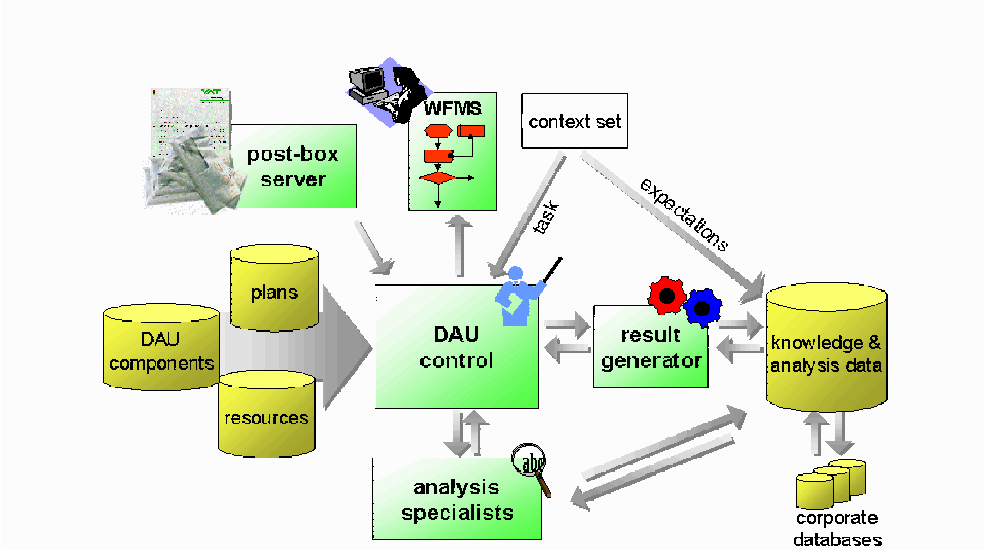 WFMS
context set
post-box
server
task
expectations
plans
DAU
components
resources
DAU
control
result
generator
knowledge &
analysis data
abc
analysis
specialists
corporate
databases